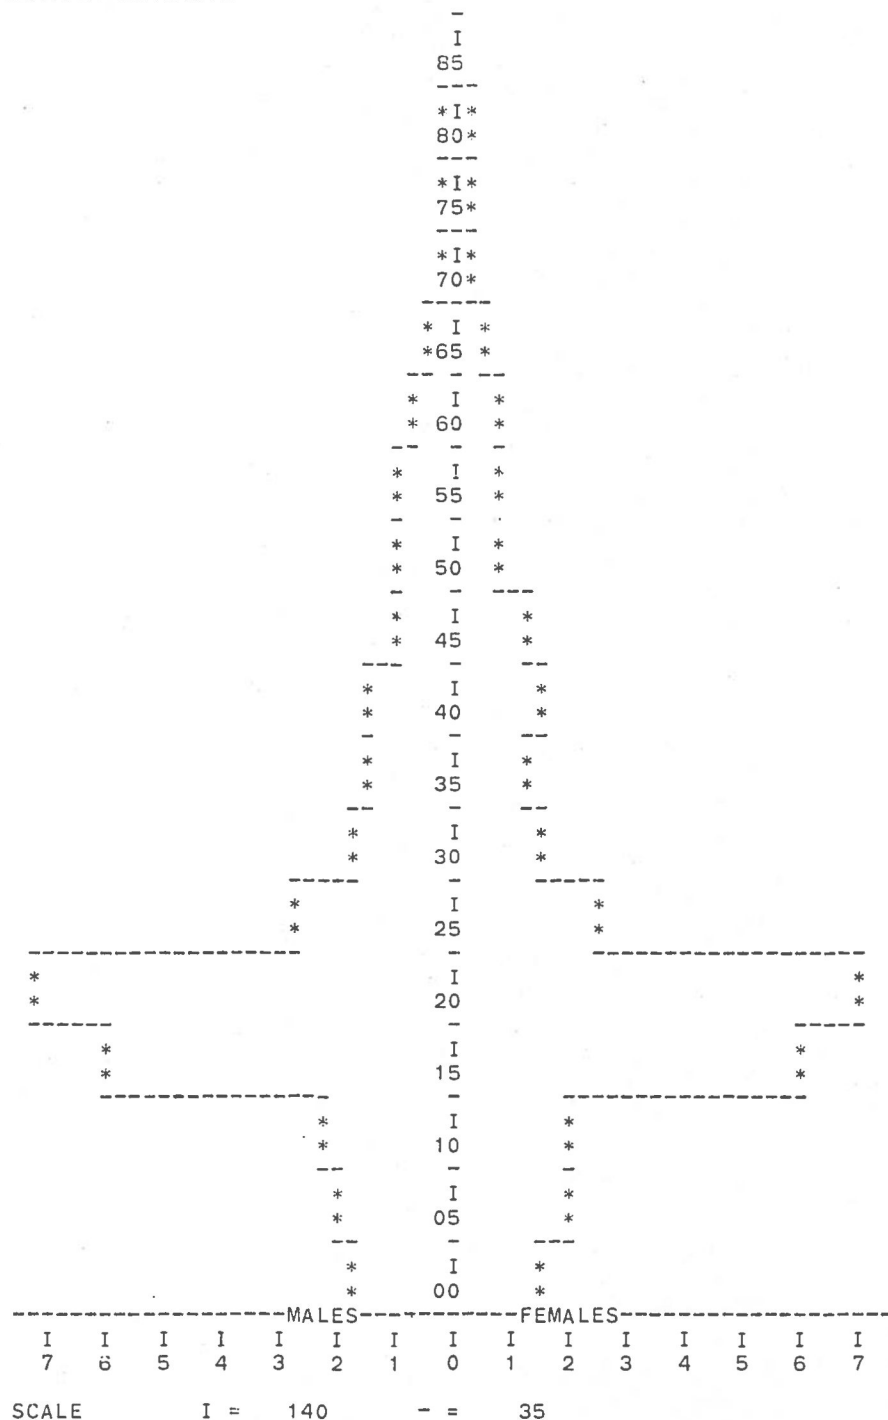 -
I
85
---
*I*
80*
---
*I*
75*
---
*I*
70*
-----
* I *
*65 *
-- - --
* I *
* 60 *
-- - -
* I *
* 55 *
- -
* I *
* 50 *
- - ---
* I *
* 45 *
--- - --
* I *
* 40 *
- - --
* I *
* 35 *
-- - --
* I *
* 30 *
----- - -----
* I *
* 25 *
------------------- - -------------------
* I *
* 20 *
------ - -----
* I *
* 15 *
---------------- - -----------------
* I *
* 10 *
-- - -
* I *
* 05 *
-- - ---
* I *
* 00 *
-------------------MALES-----------FEMALES-------------------
I I I I I I I I I I I I I I I
7 6 5 4 3 2 1 0 1 2 3 4 5 6 7
SCALE I = 140 - = 35